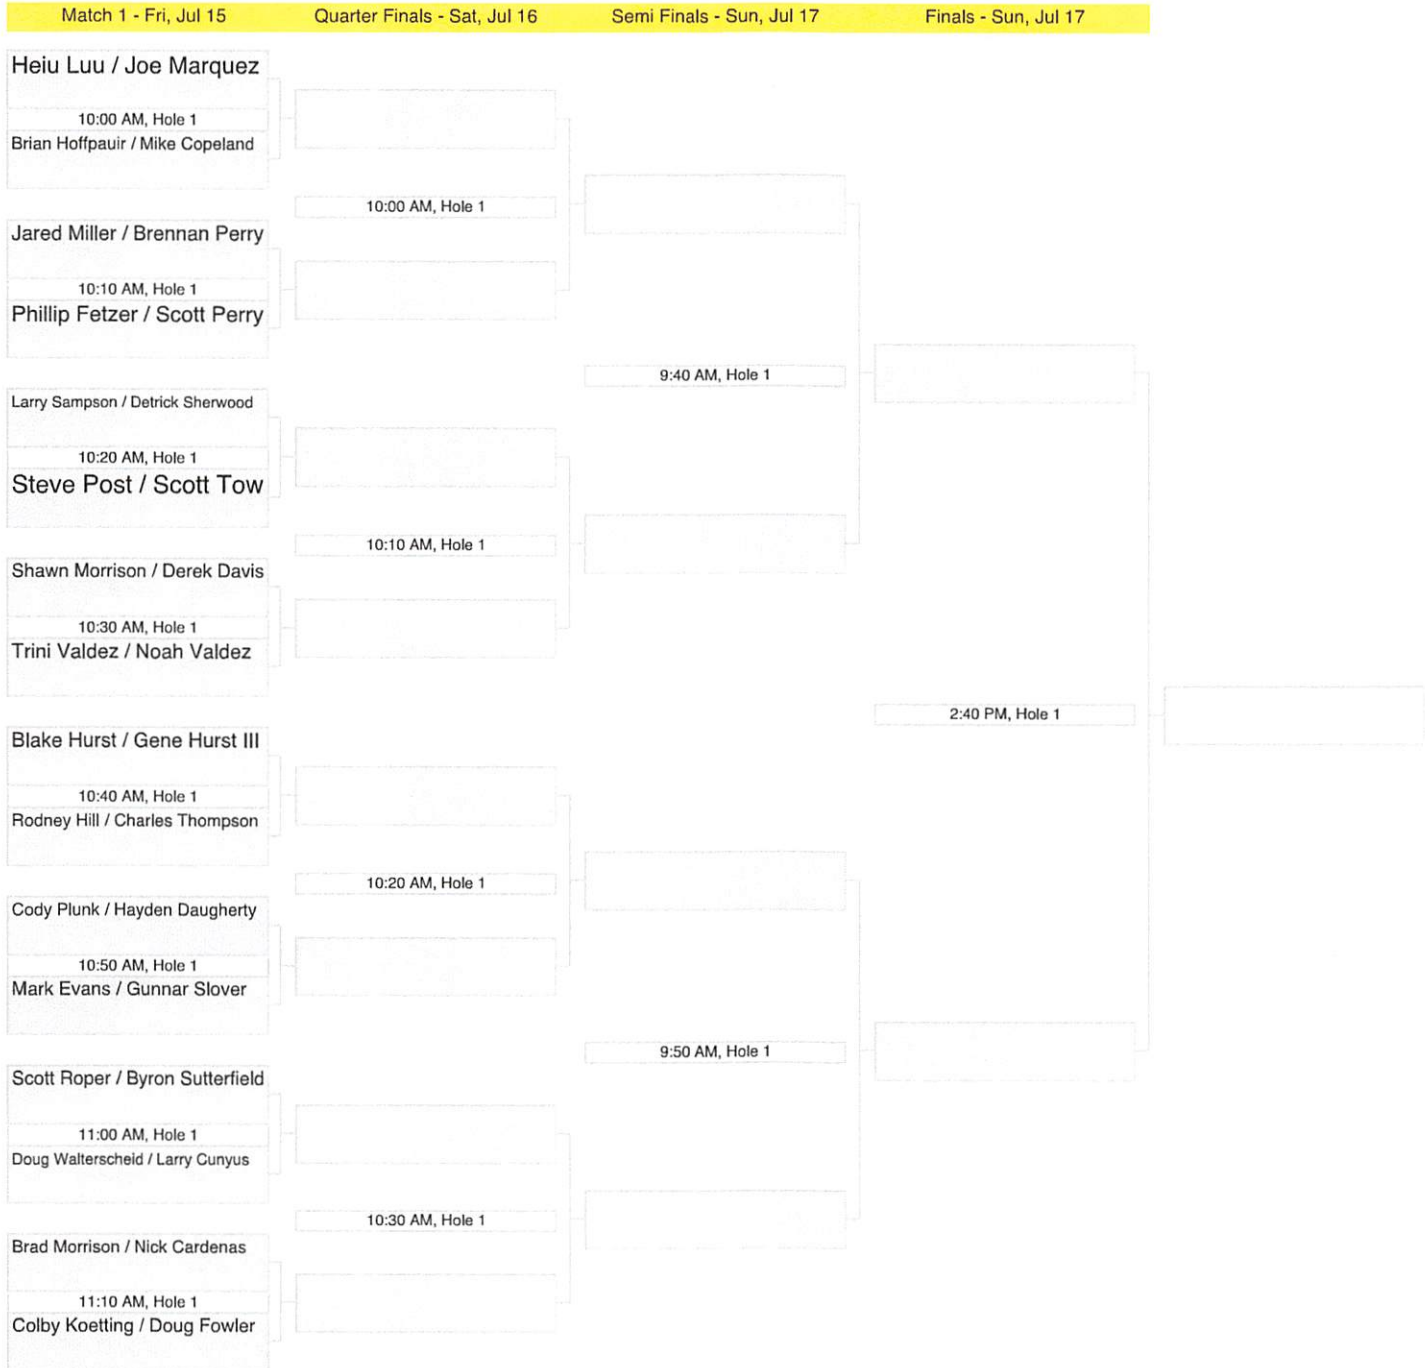 Match 1 - Fri, Jul 15
Quarter Finals - Sat, Jul 16
Semi Finals - Sun, Jul 17
Finals - Sun, Jul 17
Heiu Luu / Joe Marquez
10:00 AM, Hole 1
Brian Hoffpauir / Mike Copeland
Jared Miller / Brennan Perry
10:10 AM, Hole 1
Phillip Fetzer / Scott Perry
Larry Sampson / Detrick Sherwood
10:20 AM, Hole 1
Steve Post / Scott Tow
Shawn Morrison / Derek Davis
10:30 AM, Hole 1
Trini Valdez / Noah Valdez
Blake Hurst / Gene Hurst III
10:40 AM, Hole 1
Rodney Hill / Charles Thompson
Cody Plunk / Hayden Daugherty
10:50 AM, Hole 1
Mark Evans / Gunnar Slover
Scott Roper / Byron Sutterfield
11:00 AM, Hole 1
Doug Walterscheid / Larry Cunyus
Brad Morrison / Nick Cardenas
11:10 AM, Hole 1
Colby Koetting / Doug Fowler
10:00 AM, Hole 1
10:10 AM, Hole 1
10:20 AM, Hole 1
10:30 AM, Hole 1
9:40 AM, Hole 1
9:50 AM, Hole 1
2:40 PM, Hole 1